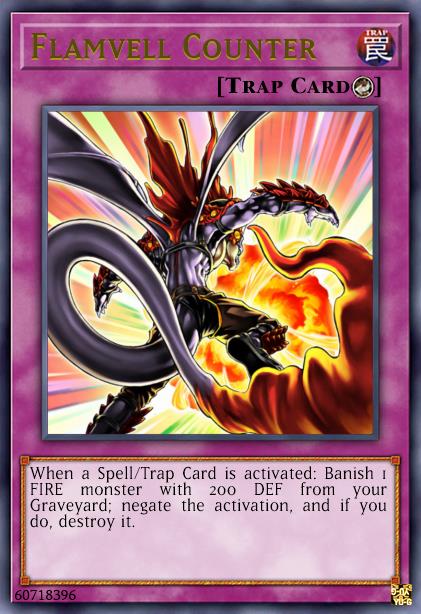 FLAMVELL COUNTER
TRAP
罠
[TRAP CARD]
When a Spell/Trap Card is activated: Banish 1
FIRE monster with 200 DEF from your
Graveyard; negate the activation, and if you
do, destroy it.
60718396